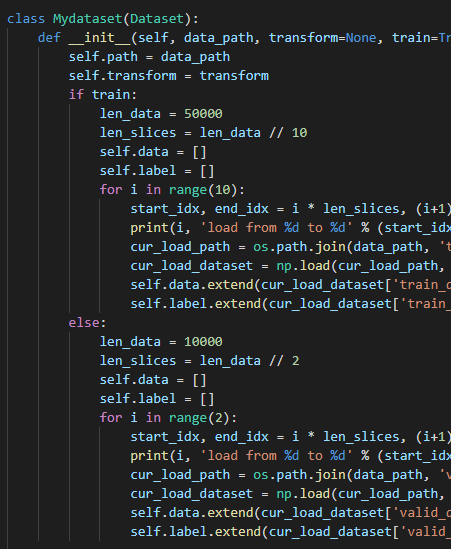 class Mydataset(Dataset):
    def __init__(self, data_path, transform=None, train=Tr
        self.path = data_path
        self.transform = transform
        if train:
            len_data = 50000
            len_slices = len_data // 10
            self.data = []
            self.label = []
            for i in range(10):
                start_idx, end_idx = i * len_slices, (i+1)
                print(i, 'load from %d to %d' % (start_idx
                cur_load_path = os.path.join(data_path, 't
                cur_load_dataset = np.load(cur_load_path,
                self.data.extend(cur_load_dataset['train_d
                self.label.extend(cur_load_dataset['train_
        else:
            len_data = 10000
            len_slices = len_data // 2
            self.data = []
            self.label = []
            for i in range(2):
                start_idx, end_idx = i * len_slices, (i+1)
                print(i, 'load from %d to %d' % (start_idx
                cur_load_path = os.path.join(data_path, 'v
                cur_load_dataset = np.load(cur_load_path,
                self.data.extend(cur_load_dataset['valid_d
                self.label.extend(cur_load_dataset['valid_